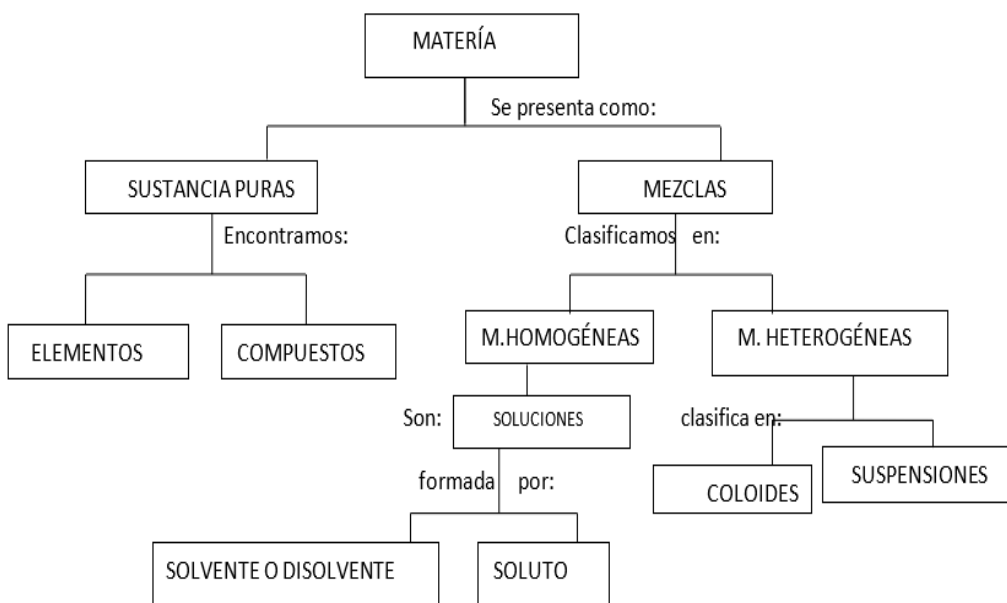 MATERÍA
Se presenta como:
SUSTANCIA PURAS
MEZCLAS
Encontramos:
Clasificamos en:
ELEMENTOS
COMPUESTOS
M.HOMOGÉNEAS
M. HETEROGÉNEAS
Son:
SOLUCIONES
clasifica en:
COLOIDES
SUSPENSIONES
formada por:
SOLVENTE O DISOLVENTE
SOLUTO